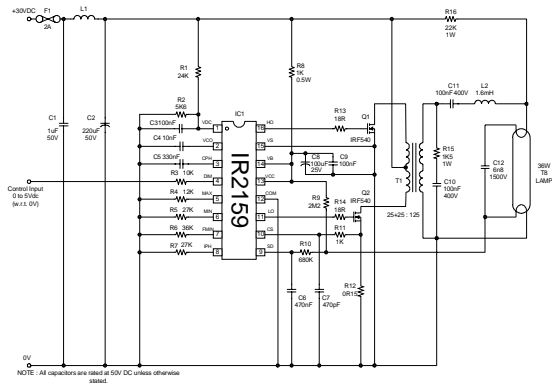 +30VDC
F1
2A
L1
R16
22K
1W
R1
24K
R8
1K
0.5W
C11
100nF 400V
L2
1.6mH
R2
5K6
IC1
C1
1uF
50V
C2
220uF
50V
C3 100nF
VDC
1
16
HO
R13
18R
Q1
IRF540
C4 10nF
VCO
2
15
VS
C5 330nF
CPH
3
14
VB
C8
100uF
25V
C9
100nF
R15
1K5
1W
C12
6n8
1500V
36W
T8
LAMP
R3
10K
DIM
4
13
VCC
T1
C10
100nF
400V
Control Input
0 to 5Vdc
(w.r.t. 0V)
R4
12K
MAX
5
12
COM
R9
2M2
R14
18R
Q2
IRF540
25+25 : 125
R5
27K
MIN
6
11
LO
R6
36K
FMIN
7
10
CS
R11
1K
R7
27K
IPH
8
9
SD
R10
680K
IR2159
C6
470nF
C7
470pF
R12
0R15
0V
NOTE : All capacitors are rated at 50V DC unless otherwise
stated.